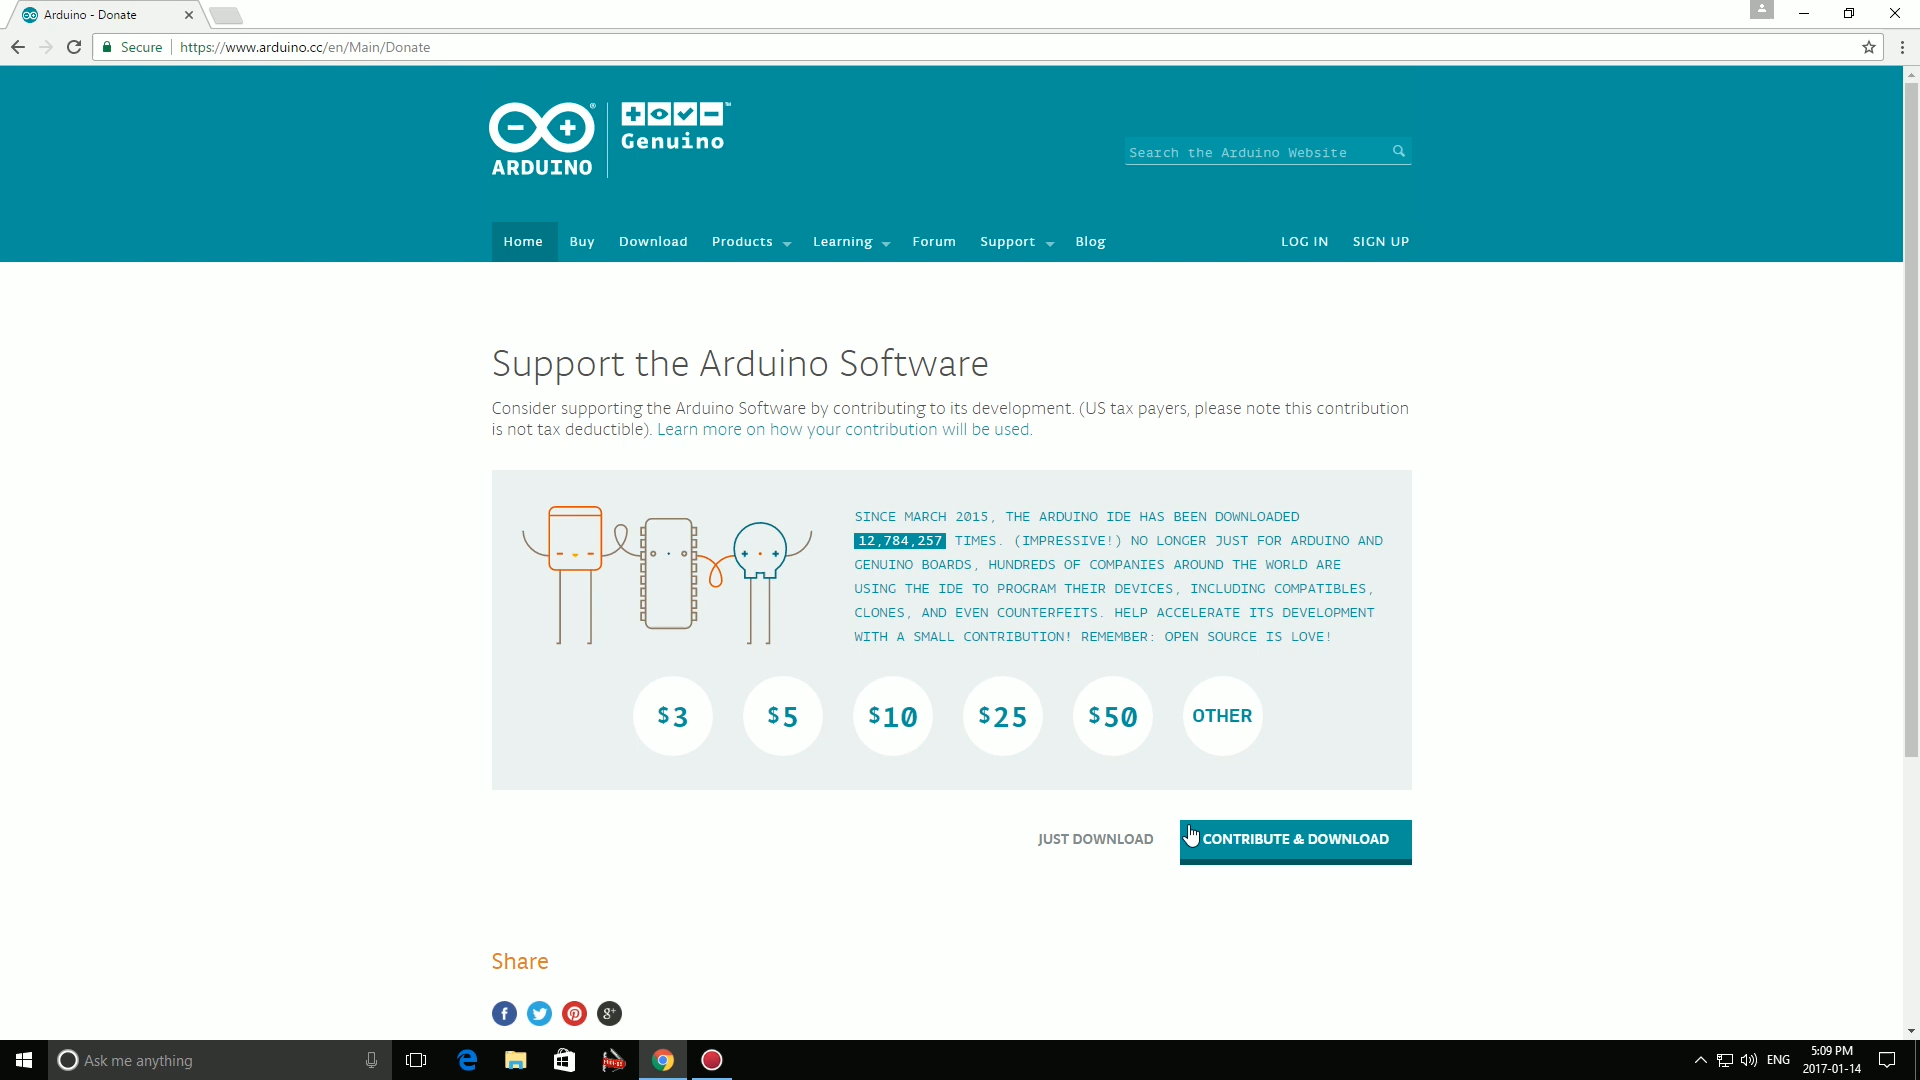 Arduino - Donate
Secure https://www.arduino.cc/en/Main/Donate
ARDUINO
Genuino
Search the Arduino Website
Home Buy Download Products Learning Forum Support Blog LOG IN SIGN UP
Support the Arduino Software
Consider supporting the Arduino Software by contributing to its development. (US tax payers, please note this contribution
is not tax deductible). Learn more on how your contribution will be used.
SINCE MARCH 2015, THE ARDUINO IDE HAS BEEN DOWNLOADED
12,784,257 TIMES. (IMPRESSIVE!) NO LONGER JUST FOR ARDUINO AND
GENUINO BOARDS, HUNDREDS OF COMPANIES AROUND THE WORLD ARE
USING THE IDE TO PROGRAM THEIR DEVICES, INCLUDING COMPATIBLES,
CLONES, AND EVEN COUNTERFEITS. HELP ACCELERATE ITS DEVELOPMENT
WITH A SMALL CONTRIBUTION! REMEMBER: OPEN SOURCE IS LOVE!
$3 $5 $10 $25 $50 OTHER
JUST DOWNLOAD CONTRIBUTE & DOWNLOAD
Share
Ask me anything
ENG
5:09 PM
2017-01-14